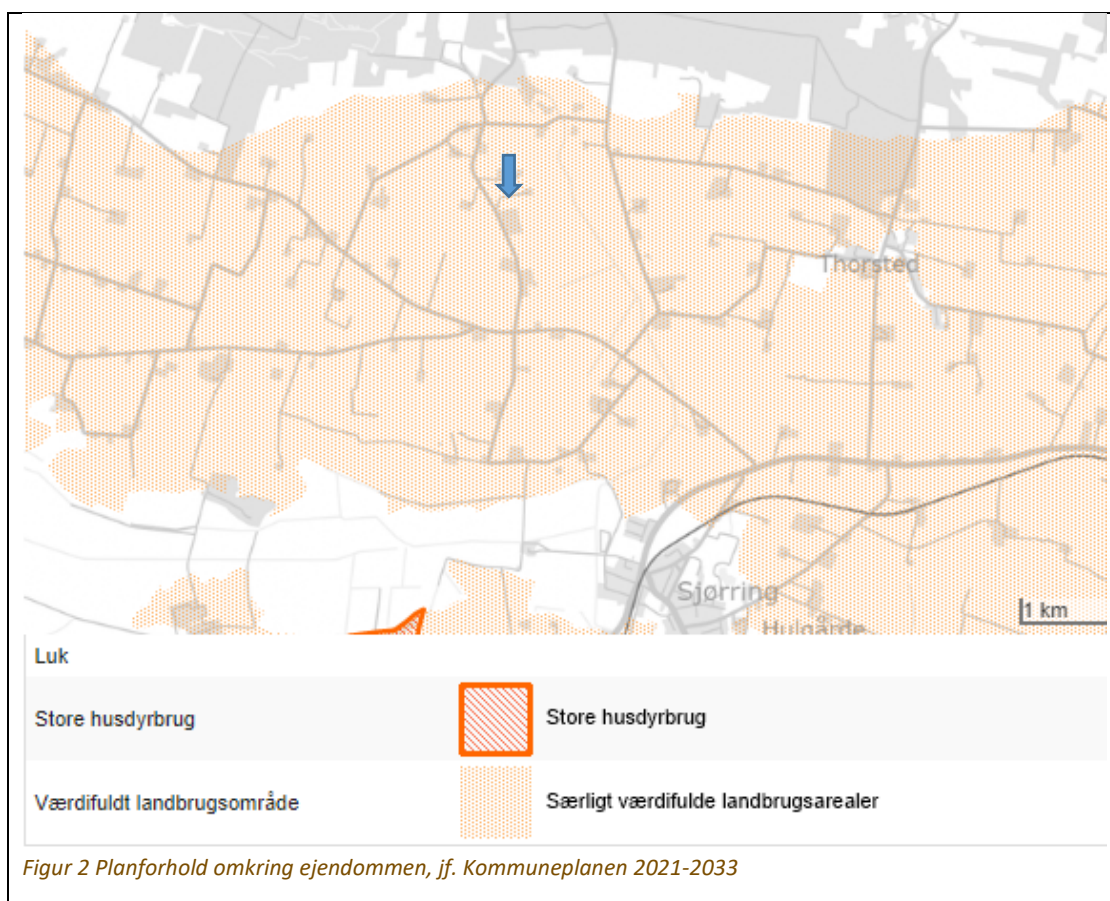 Thorsted
Sjørring
Hulgårde
1 km
Luk
Store husdyrbrug Store husdyrbrug
Værdifuldt landbrugsområde Særligt værdifulde landbrugsarealer
Figur 2 Planforhold omkring ejendommen, jf. Kommuneplanen 2021-2033